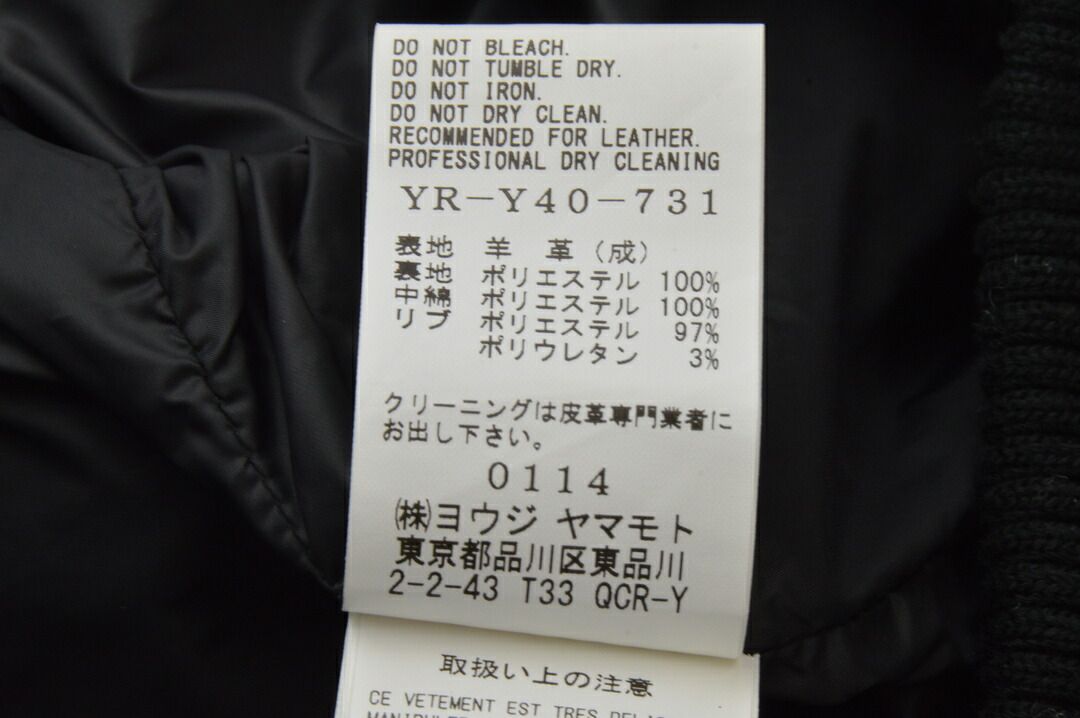 DO NOT BLEACH.
DO NOT TUMBLE DRY.
DO NOT IRON.
DO NOT DRY CLEAN.
RECOMMENDED FOR LEATHER.
PROFESSIONAL DRY CLEANING
YR-Y40-731
表地 羊 革(成)
裏地 ポリエステル 100%
中綿 ポリエステル 100%
リブ ポリエステル 97%
ポリウレタン 3%
クリーニングは皮革専門業者に
お出し下さい。
0114
㈱ヨウジ ヤマモト
東京都品川区東品川
2-2-43 T33 QCR-Y
取扱い上の注意
CE VETEMENT EST TRES